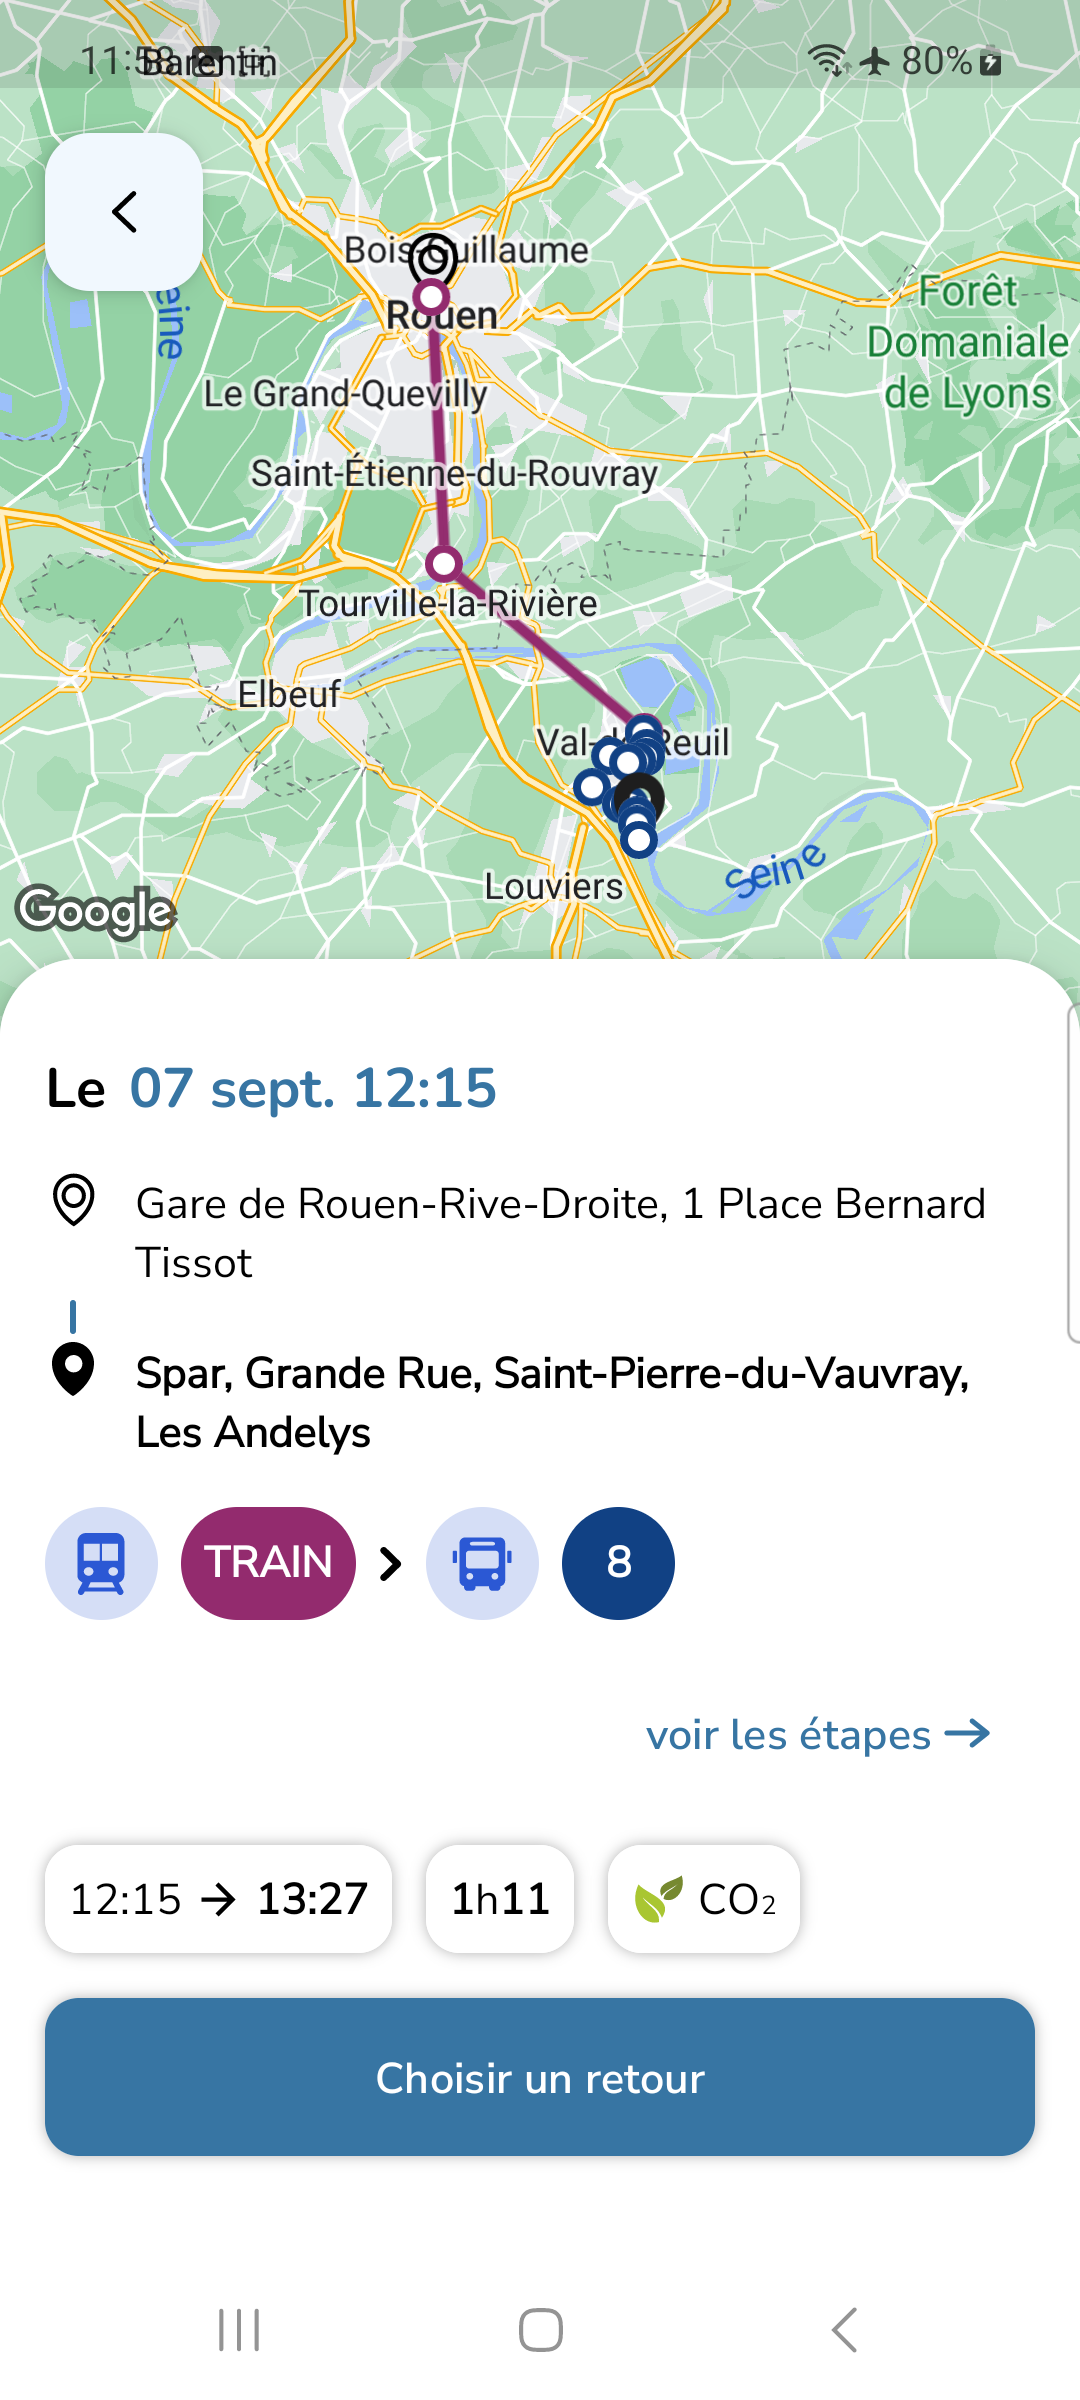 11:58
Barentin
80%
Bois-Guillaume
Rouen
Forêt
Domaniale
de Lyons
eine
Le Grand-Quevilly
Saint-Étienne-du-Rouvray
Tourville-la-Rivière
Elbeuf
Val-de-Reuil
Seine
Louviers
Google
Le 07 sept. 12:15
Gare de Rouen-Rive-Droite, 1 Place Bernard
Tissot
Spar, Grande Rue, Saint-Pierre-du-Vauvray,
Les Andelys
TRAIN
8
voir les étapes
12:15 → 13:27
1h11
CO₂
Choisir un retour